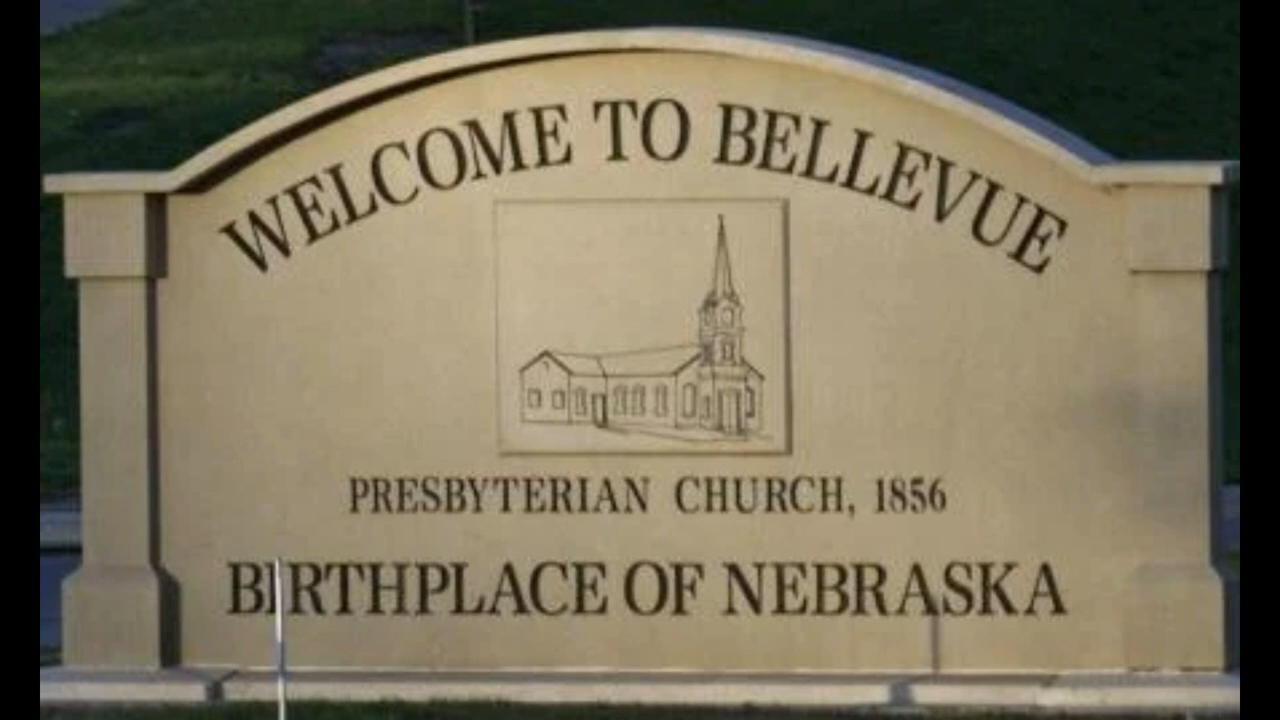 WELCOME TO BELLEVUE
PRESBYTERIAN CHURCH, 1856
BIRTHPLACE OF NEBRASKA